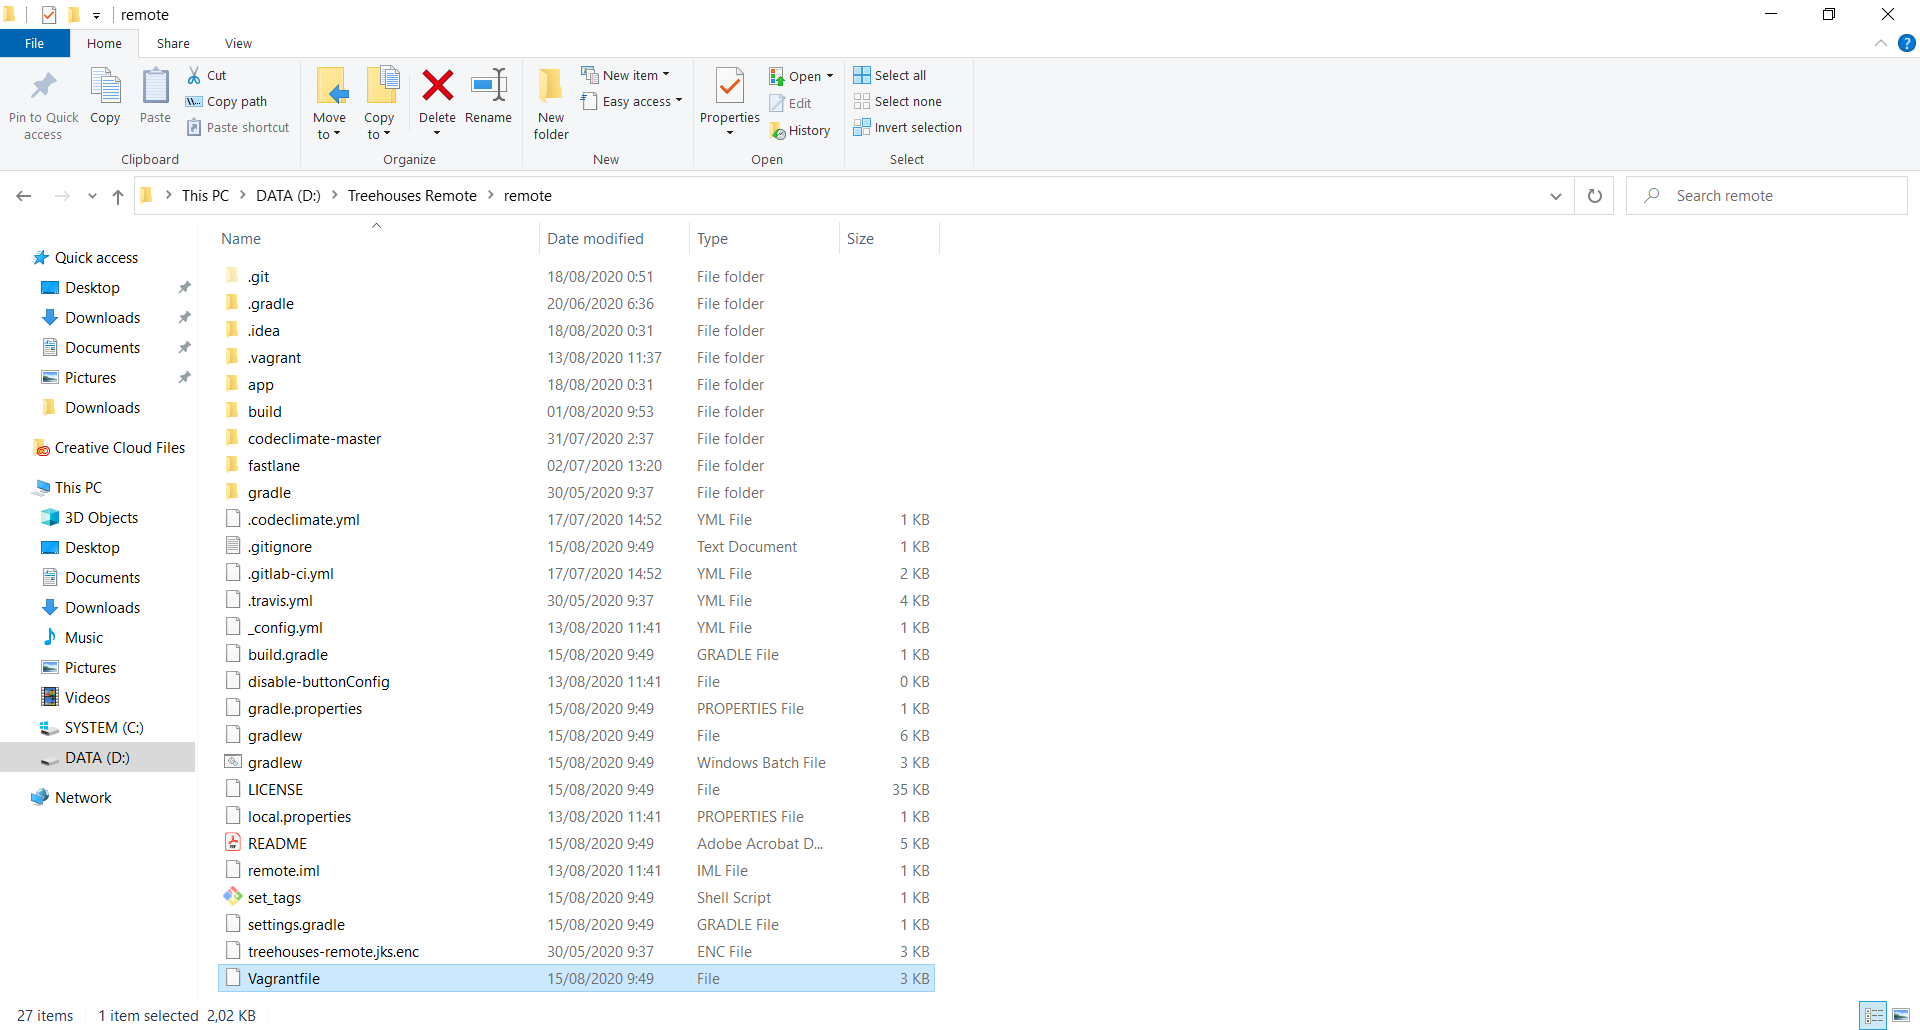 remote
File Home Share View
Pin to Quick access
Copy
Paste
Cut
Copy path
Paste shortcut
Clipboard
Move to
Copy to
Delete
Rename
Organize
New folder
New item
Easy access
New
Properties
Open
Edit
History
Open
Select all
Select none
Invert selection
Select
This PC DATA (D:) Treehouses Remote remote
Search remote
Quick access
Desktop
Downloads
Documents
Pictures
Downloads
Creative Cloud Files
This PC
3D Objects
Desktop
Documents
Downloads
Music
Pictures
Videos
SYSTEM (C:)
DATA (D:)
Network
Name Date modified Type Size
.git 18/08/2020 0:51 File folder
.gradle 20/06/2020 6:36 File folder
.idea 18/08/2020 0:31 File folder
.vagrant 13/08/2020 11:37 File folder
app 18/08/2020 0:31 File folder
build 01/08/2020 9:53 File folder
codeclimate-master 31/07/2020 2:37 File folder
fastlane 02/07/2020 13:20 File folder
gradle 30/05/2020 9:37 File folder
.codeclimate.yml 17/07/2020 14:52 YML File 1 KB
.gitignore 15/08/2020 9:49 Text Document 1 KB
.gitlab-ci.yml 17/07/2020 14:52 YML File 2 KB
.travis.yml 30/05/2020 9:37 YML File 4 KB
_config.yml 13/08/2020 11:41 YML File 1 KB
build.gradle 15/08/2020 9:49 GRADLE File 1 KB
disable-buttonConfig 13/08/2020 11:41 File 0 KB
gradle.properties 15/08/2020 9:49 PROPERTIES File 1 KB
gradlew 15/08/2020 9:49 File 6 KB
gradlew 15/08/2020 9:49 Windows Batch File 3 KB
LICENSE 15/08/2020 9:49 File 35 KB
local.properties 13/08/2020 11:41 PROPERTIES File 1 KB
README 15/08/2020 9:49 Adobe Acrobat D... 5 KB
remote.iml 13/08/2020 11:41 IML File 1 KB
set_tags 15/08/2020 9:49 Shell Script 1 KB
settings.gradle 15/08/2020 9:49 GRADLE File 1 KB
treehouses-remote.jks.enc 30/05/2020 9:37 ENC File 3 KB
Vagrantfile 15/08/2020 9:49 File 3 KB
27 items 1 item selected 2,02 KB